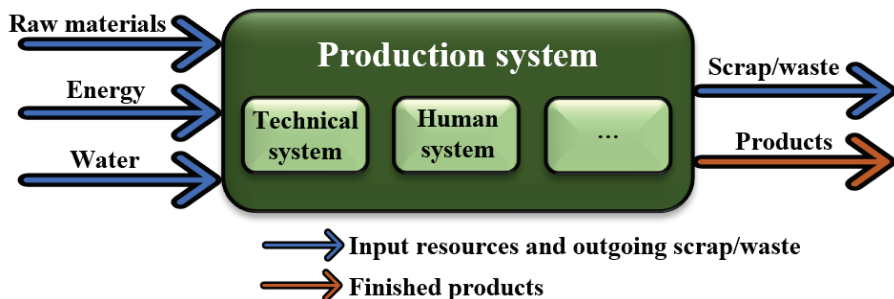 Raw materials
Energy
Water
Production system
Technical
system
Human
system
...
Scrap/waste
Products
Input resources and outgoing scrap/waste
Finished products